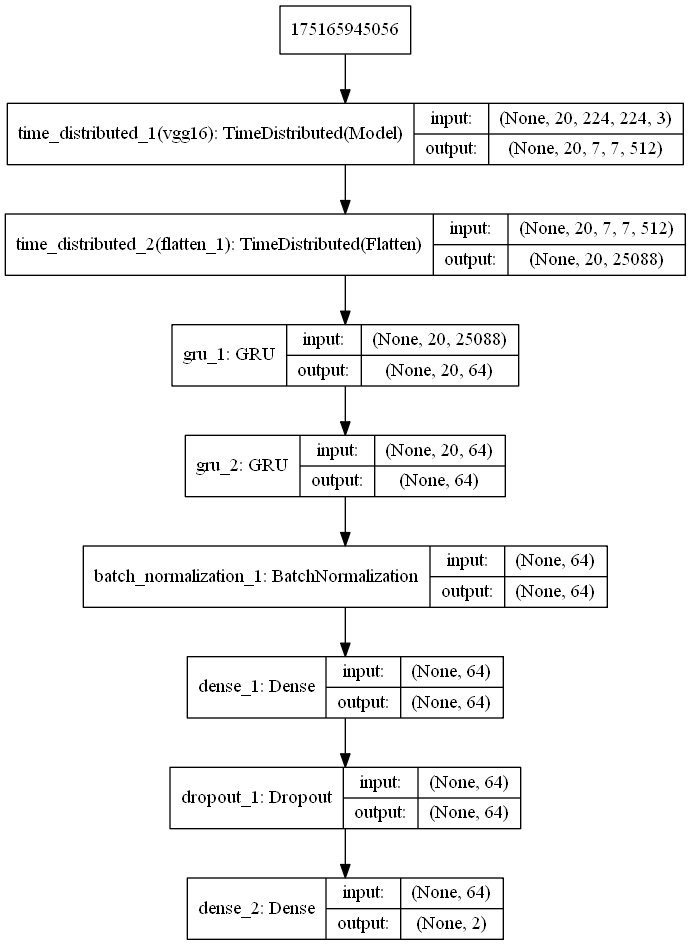 175165945056
time_distributed_1(vgg16): TimeDistributed(Model)
input: (None, 20, 224, 224, 3)
output: (None, 20, 7, 7, 512)
time_distributed_2(flatten_1): TimeDistributed(Flatten)
input: (None, 20, 7, 7, 512)
output: (None, 20, 25088)
gru_1: GRU
input: (None, 20, 25088)
output: (None, 20, 64)
gru_2: GRU
input: (None, 20, 64)
output: (None, 64)
batch_normalization_1: BatchNormalization
input: (None, 64)
output: (None, 64)
dense_1: Dense
input: (None, 64)
output: (None, 64)
dropout_1: Dropout
input: (None, 64)
output: (None, 64)
dense_2: Dense
input: (None, 64)
output: (None, 2)